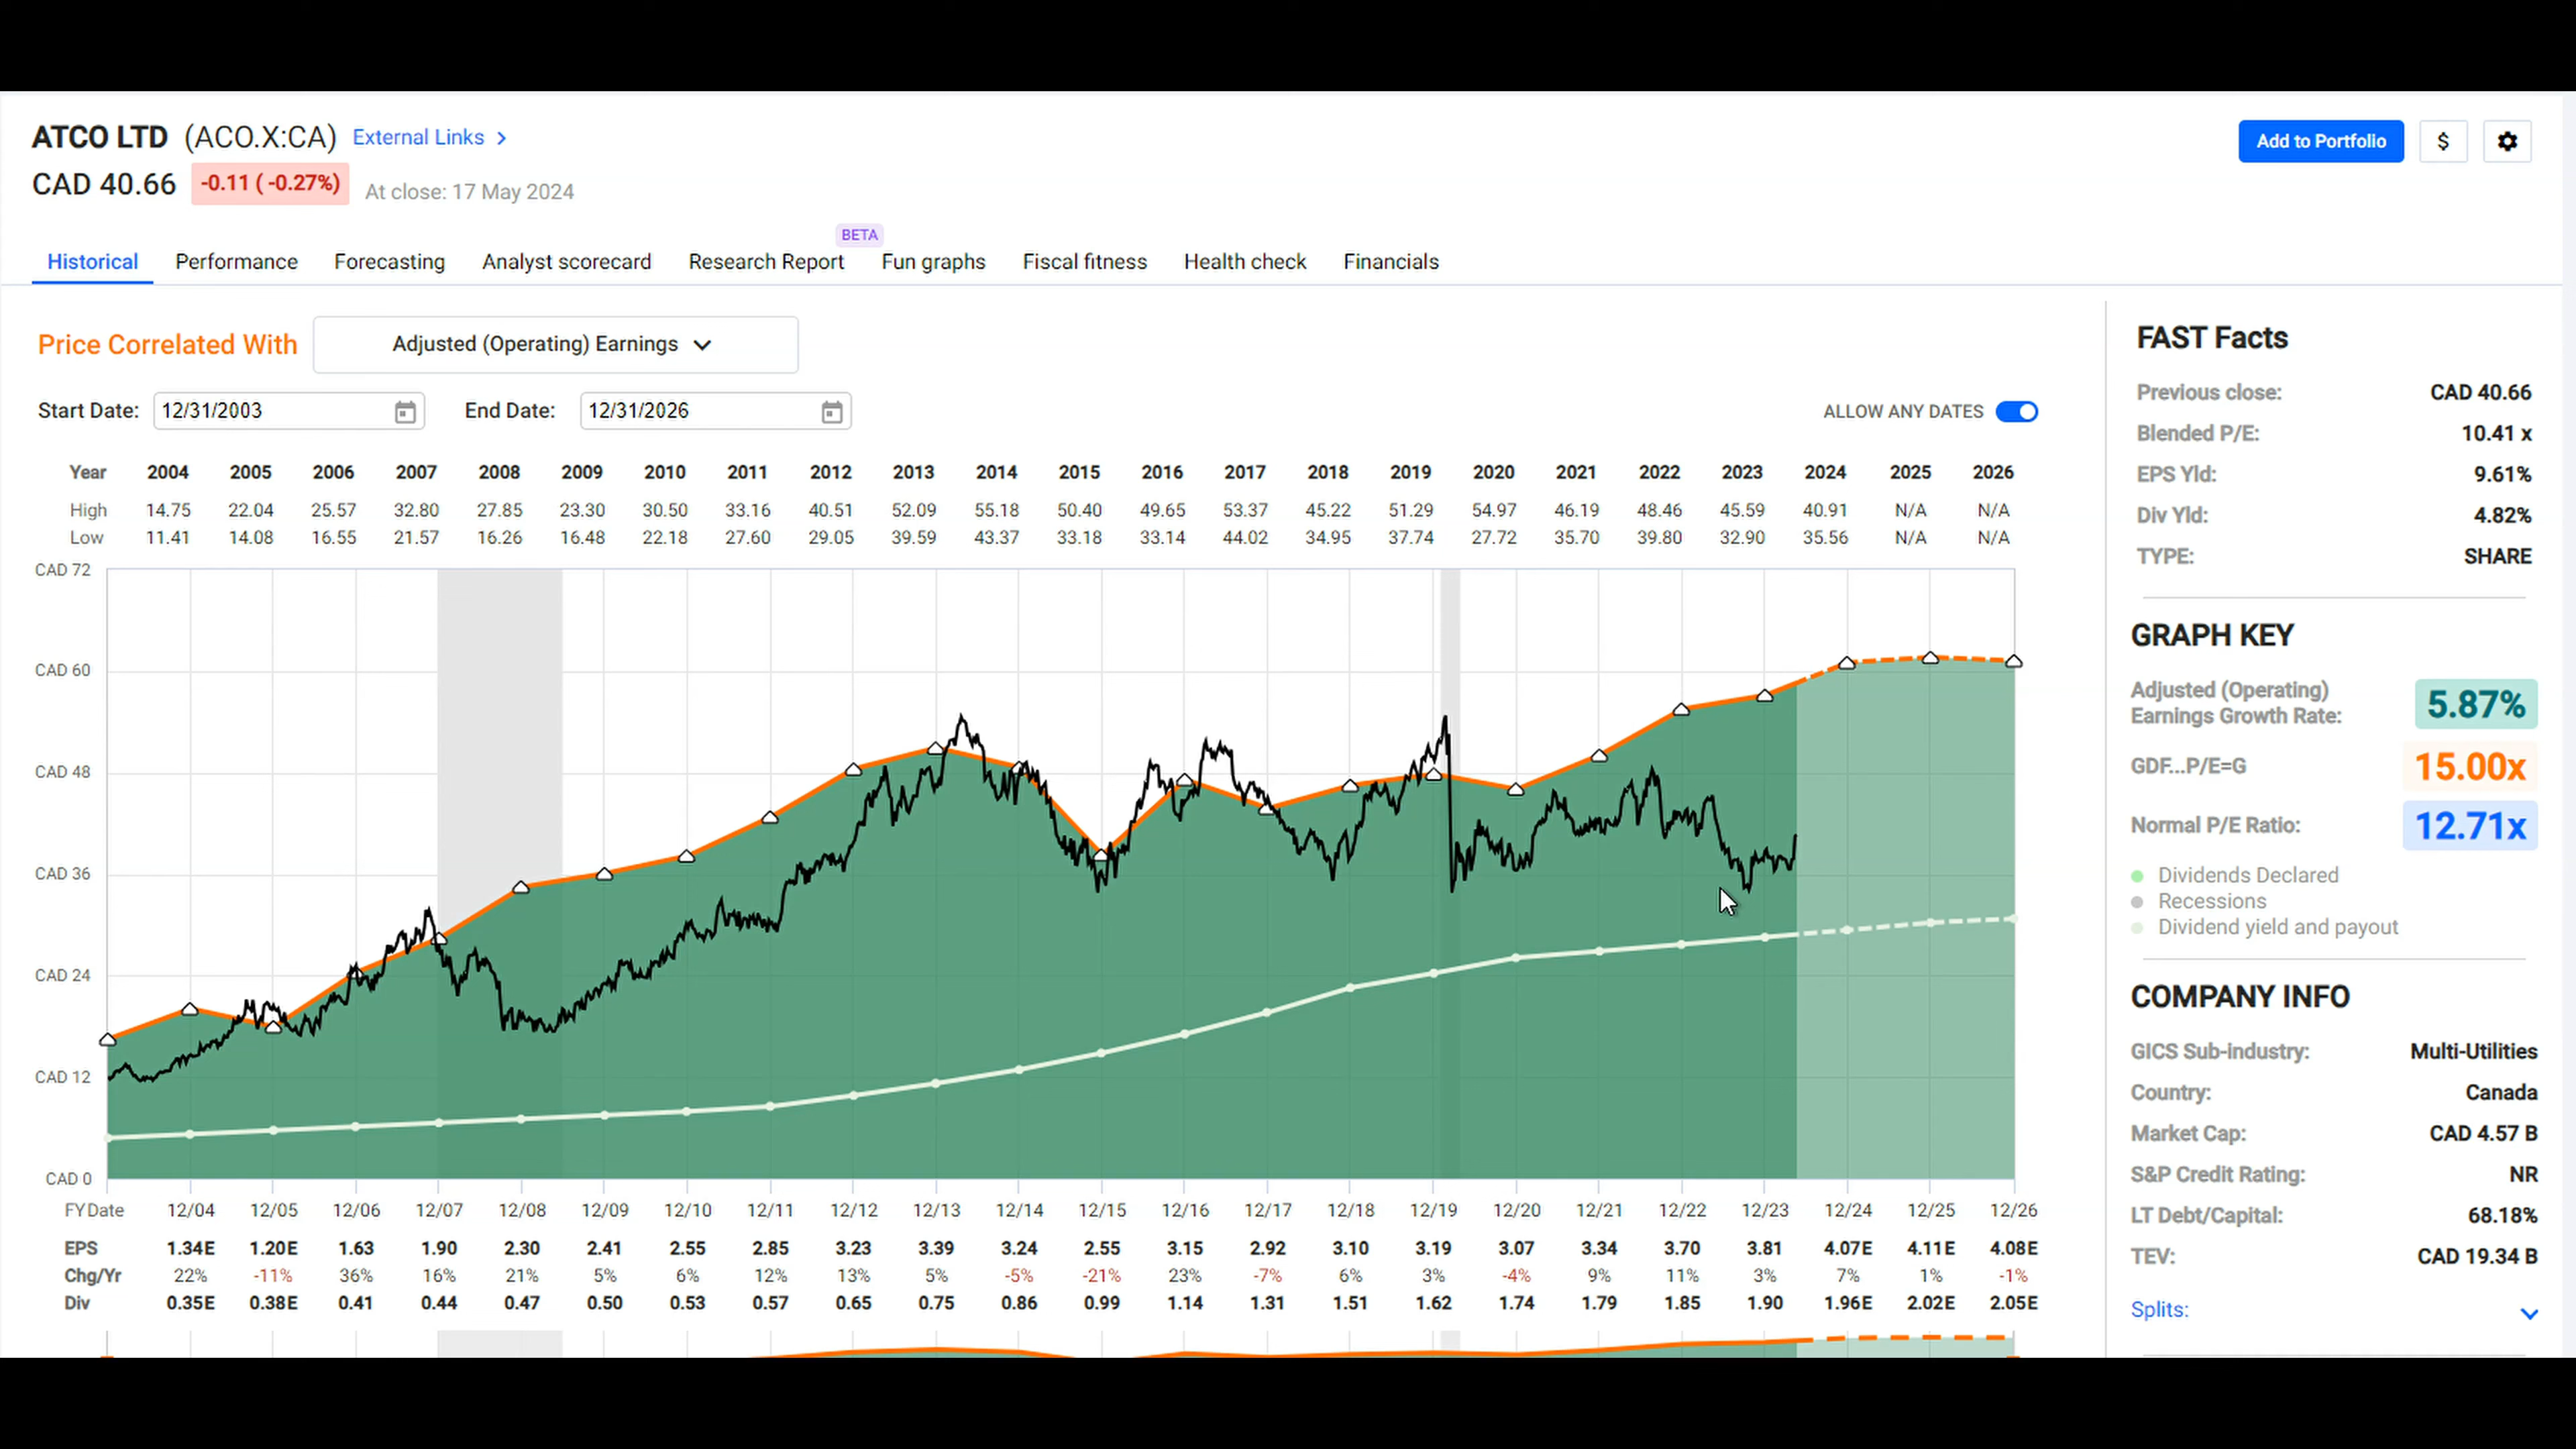 ATCO LTD (ACO.X:CA) External Links >
CAD 40.66 -0.11 ( -0.27%) At close: 17 May 2024
Add to Portfolio $
BETA
Historical Performance Forecasting Analyst scorecard Research Report Fun graphs Fiscal fitness Health check Financials
Price Correlated With Adjusted (Operating) Earnings
Start Date: 12/31/2003 End Date: 12/31/2026 ALLOW ANY DATES
Year 2004 2005 2006 2007 2008 2009 2010 2011 2012 2013 2014 2015 2016 2017 2018 2019 2020 2021 2022 2023 2024 2025 2026
High 14.75 22.04 25.57 32.80 27.85 23.30 30.50 33.16 40.51 52.09 55.18 50.40 49.65 53.37 45.22 51.29 54.97 46.19 48.46 45.59 40.91 N/A N/A
Low 11.41 14.08 16.55 21.57 16.26 16.48 22.18 27.60 29.05 39.59 43.37 33.18 33.14 44.02 34.95 37.74 27.72 35.70 39.80 32.90 35.56 N/A N/A
CAD 72
CAD 60
CAD 48
CAD 36
CAD 24
CAD 12
CAD 0
FY Date 12/04 12/05 12/06 12/07 12/08 12/09 12/10 12/11 12/12 12/13 12/14 12/15 12/16 12/17 12/18 12/19 12/20 12/21 12/22 12/23 12/24 12/25 12/26
EPS 1.34E 1.20E 1.63 1.90 2.30 2.41 2.55 2.85 3.23 3.39 3.24 2.55 3.15 2.92 3.10 3.19 3.07 3.34 3.70 3.81 4.07E 4.11E 4.08E
Chg/Yr 22% -11% 36% 16% 21% 5% 6% 12% 13% 5% -5% -21% 23% -7% 6% 3% -4% 9% 11% 3% 7% 1% -1%
Div 0.35E 0.38E 0.41 0.44 0.47 0.50 0.53 0.57 0.65 0.75 0.86 0.99 1.14 1.31 1.51 1.62 1.74 1.79 1.85 1.90 1.96E 2.02E 2.05E
FAST Facts
Previous close: CAD 40.66
Blended P/E: 10.41 x
EPS Yld: 9.61%
Div Yld: 4.82%
TYPE: SHARE
GRAPH KEY
Adjusted (Operating)
Earnings Growth Rate: 5.87%
GDF...P/E=G 15.00x
Normal P/E Ratio: 12.71x
Dividends Declared
Recessions
Dividend yield and payout
COMPANY INFO
GICS Sub-industry: Multi-Utilities
Country: Canada
Market Cap: CAD 4.57 B
S&P Credit Rating: NR
LT Debt/Capital: 68.18%
TEV: CAD 19.34 B
Splits: